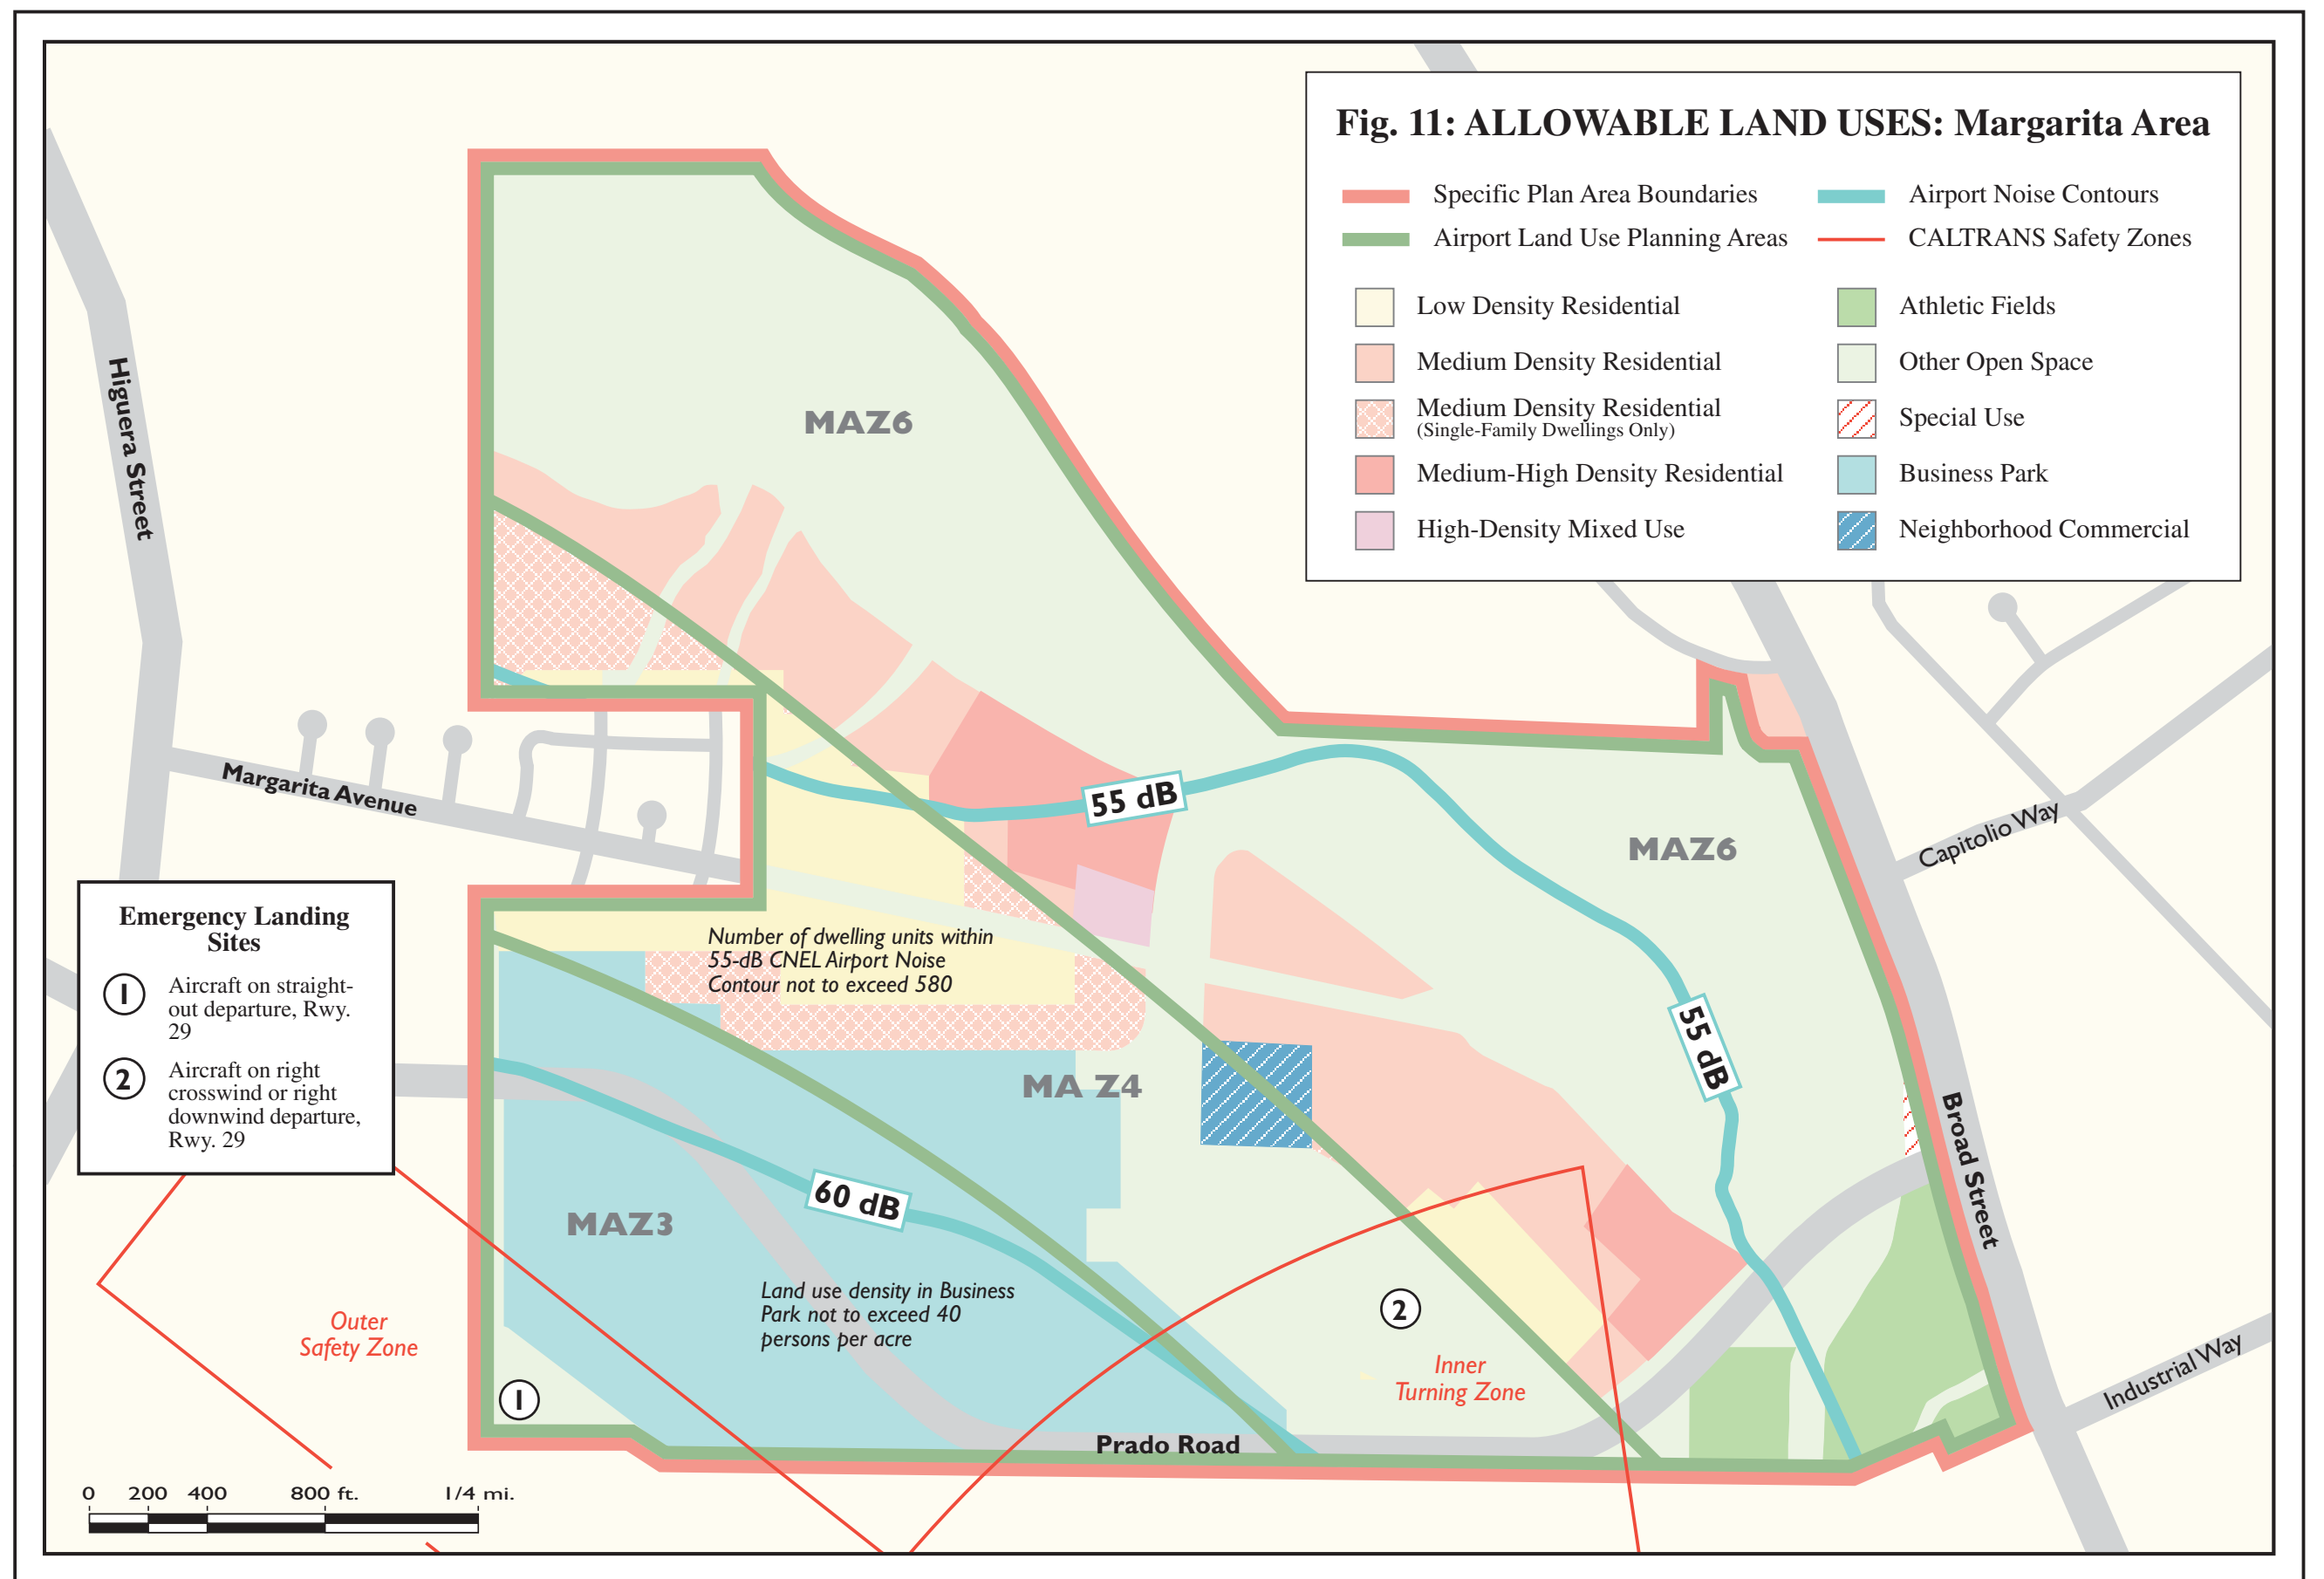 Fig. 11: ALLOWABLE LAND USES: Margarita Area
Specific Plan Area Boundaries
Airport Land Use Planning Areas
Airport Noise Contours
CALTRANS Safety Zones
Low Density Residential
Medium Density Residential
Medium Density Residential
(Single-Family Dwellings Only)
Medium-High Density Residential
High-Density Mixed Use
Athletic Fields
Other Open Space
Special Use
Business Park
Neighborhood Commercial
Higuera Street
MAZ6
Margarita Avenue
55 dB
MAZ6
Capitolio Way
Emergency Landing
Sites
1
Aircraft on straight-
out departure, Rwy.
29
2
Aircraft on right
crosswind or right
downwind departure,
Rwy. 29
Number of dwelling units within
55-dB CNEL Airport Noise
Contour not to exceed 580
55 dB
MA Z4
Broad Street
60 dB
MAZ3
Land use density in Business
Park not to exceed 40
persons per acre
2
Outer
Safety Zone
Inner
Turning Zone
Industrial Way
1
Prado Road
0 200 400 800 ft. 1/4 mi.